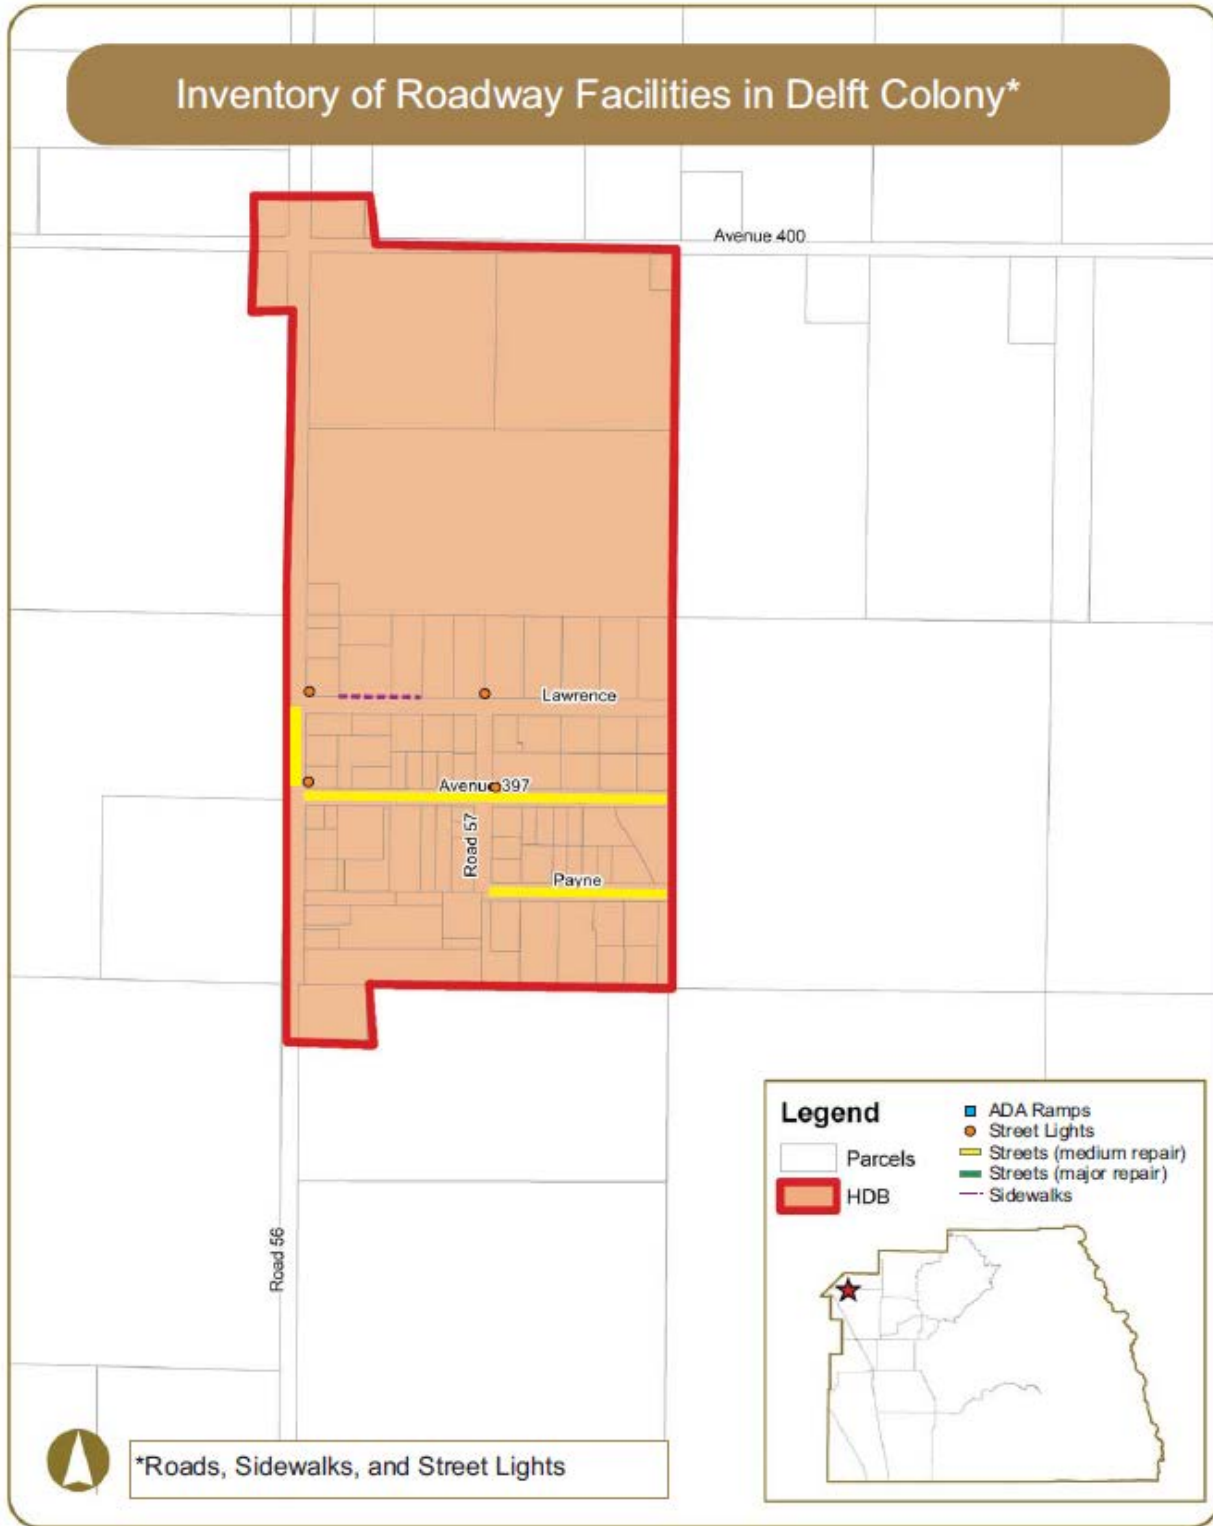 Inventory of Roadway Facilities in Delft Colony*
Avenue 400
Lawrence
Avenue 397
Road 57
Payne
Road 56
Legend
Parcels
HDB
ADA Ramps
Street Lights
Streets (medium repair)
Streets (major repair)
Sidewalks
*Roads, Sidewalks, and Street Lights